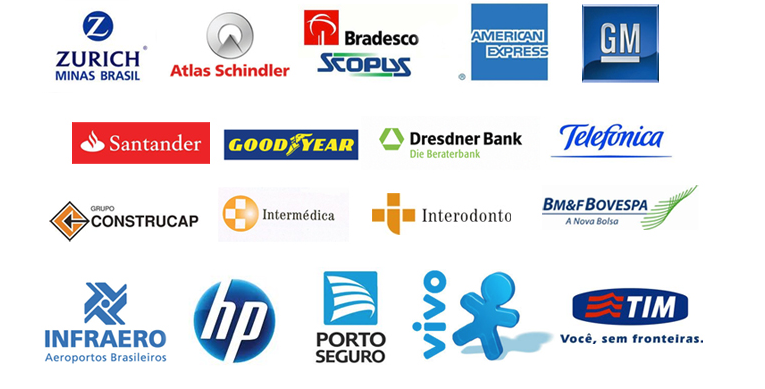 Z
ZURICH®
MINAS BRASIL
Atlas Schindler
Bradesco
SCOPUS
AMERICAN
EXPRESS
®
GM
Santander
GOODYEAR
Dresdner Bank
Die Beraterbank
Telefónica
GRUPO
CONSTRUCAP
Intermédica
Interodonto
BM&FBOVESPA
A Nova Bolsa
INFRAERO
Aeroportos Brasileiros
hp
PORTO
SEGURO
vivo
TIM
Você, sem fronteiras.